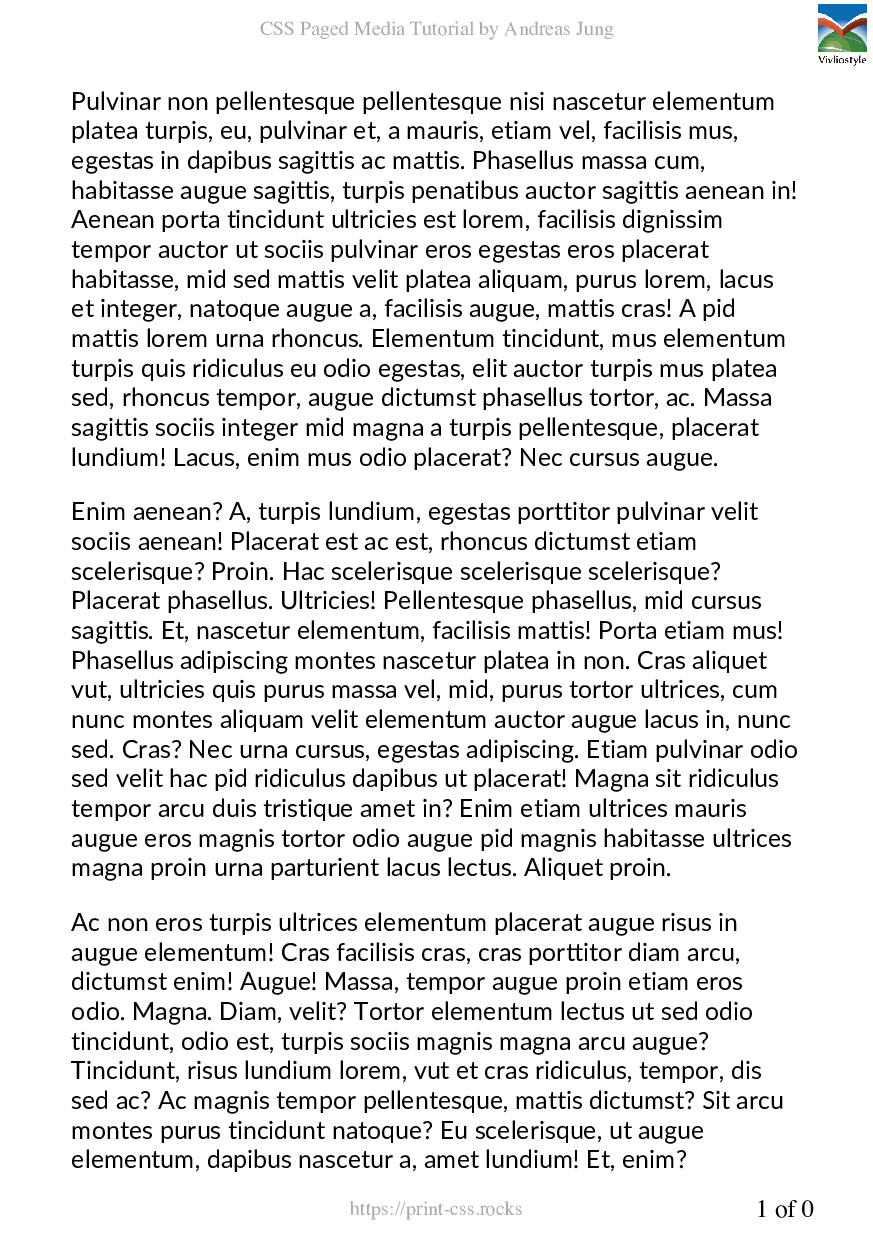 CSS Paged Media Tutorial by Andreas Jung
Vivliostyle
Pulvinar non pellentesque pellentesque nisi nascetur elementum
platea turpis, eu, pulvinar et, a mauris, etiam vel, facilisis mus,
egestas in dapibus sagittis ac mattis. Phasellus massa cum,
habitasse augue sagittis, turpis penatibus auctor sagittis aenean in!
Aenean porta tincidunt ultricies est lorem, facilisis dignissim
tempor auctor ut sociis pulvinar eros egestas eros placerat
habitasse, mid sed mattis velit platea aliquam, purus lorem, lacus
et integer, natoque augue a, facilisis augue, mattis cras! A pid
mattis lorem urna rhoncus. Elementum tincidunt, mus elementum
turpis quis ridiculus eu odio egestas, elit auctor turpis mus platea
sed, rhoncus tempor, augue dictumst phasellus tortor, ac. Massa
sagittis sociis integer mid magna a turpis pellentesque, placerat
lundium! Lacus, enim mus odio placerat? Nec cursus augue.
Enim aenean? A, turpis lundium, egestas porttitor pulvinar velit
sociis aenean! Placerat est ac est, rhoncus dictumst etiam
scelerisque? Proin. Hac scelerisque scelerisque scelerisque?
Placerat phasellus. Ultricies! Pellentesque phasellus, mid cursus
sagittis. Et, nascetur elementum, facilisis mattis! Porta etiam mus!
Phasellus adipiscing montes nascetur platea in non. Cras aliquet
vut, ultricies quis purus massa vel, mid, purus tortor ultrices, cum
nunc montes aliquam velit elementum auctor augue lacus in, nunc
sed. Cras? Nec urna cursus, egestas adipiscing. Etiam pulvinar odio
sed velit hac pid ridiculus dapibus ut placerat! Magna sit ridiculus
tempor arcu duis tristique amet in? Enim etiam ultrices mauris
augue eros magnis tortor odio augue pid magnis habitasse ultrices
magna proin urna parturient lacus lectus. Aliquet proin.
Ac non eros turpis ultrices elementum placerat augue risus in
augue elementum! Cras facilisis cras, cras porttitor diam arcu,
dictumst enim! Augue! Massa, tempor augue proin etiam eros
odio. Magna. Diam, velit? Tortor elementum lectus ut sed odio
tincidunt, odio est, turpis sociis magnis magna arcu augue?
Tincidunt, risus lundium lorem, vut et cras ridiculus, tempor, dis
sed ac? Ac magnis tempor pellentesque, mattis dictumst? Sit arcu
montes purus tincidunt natoque? Eu scelerisque, ut augue
elementum, dapibus nascetur a, amet lundium! Et, enim?
https://print-css.rocks
1 of 0